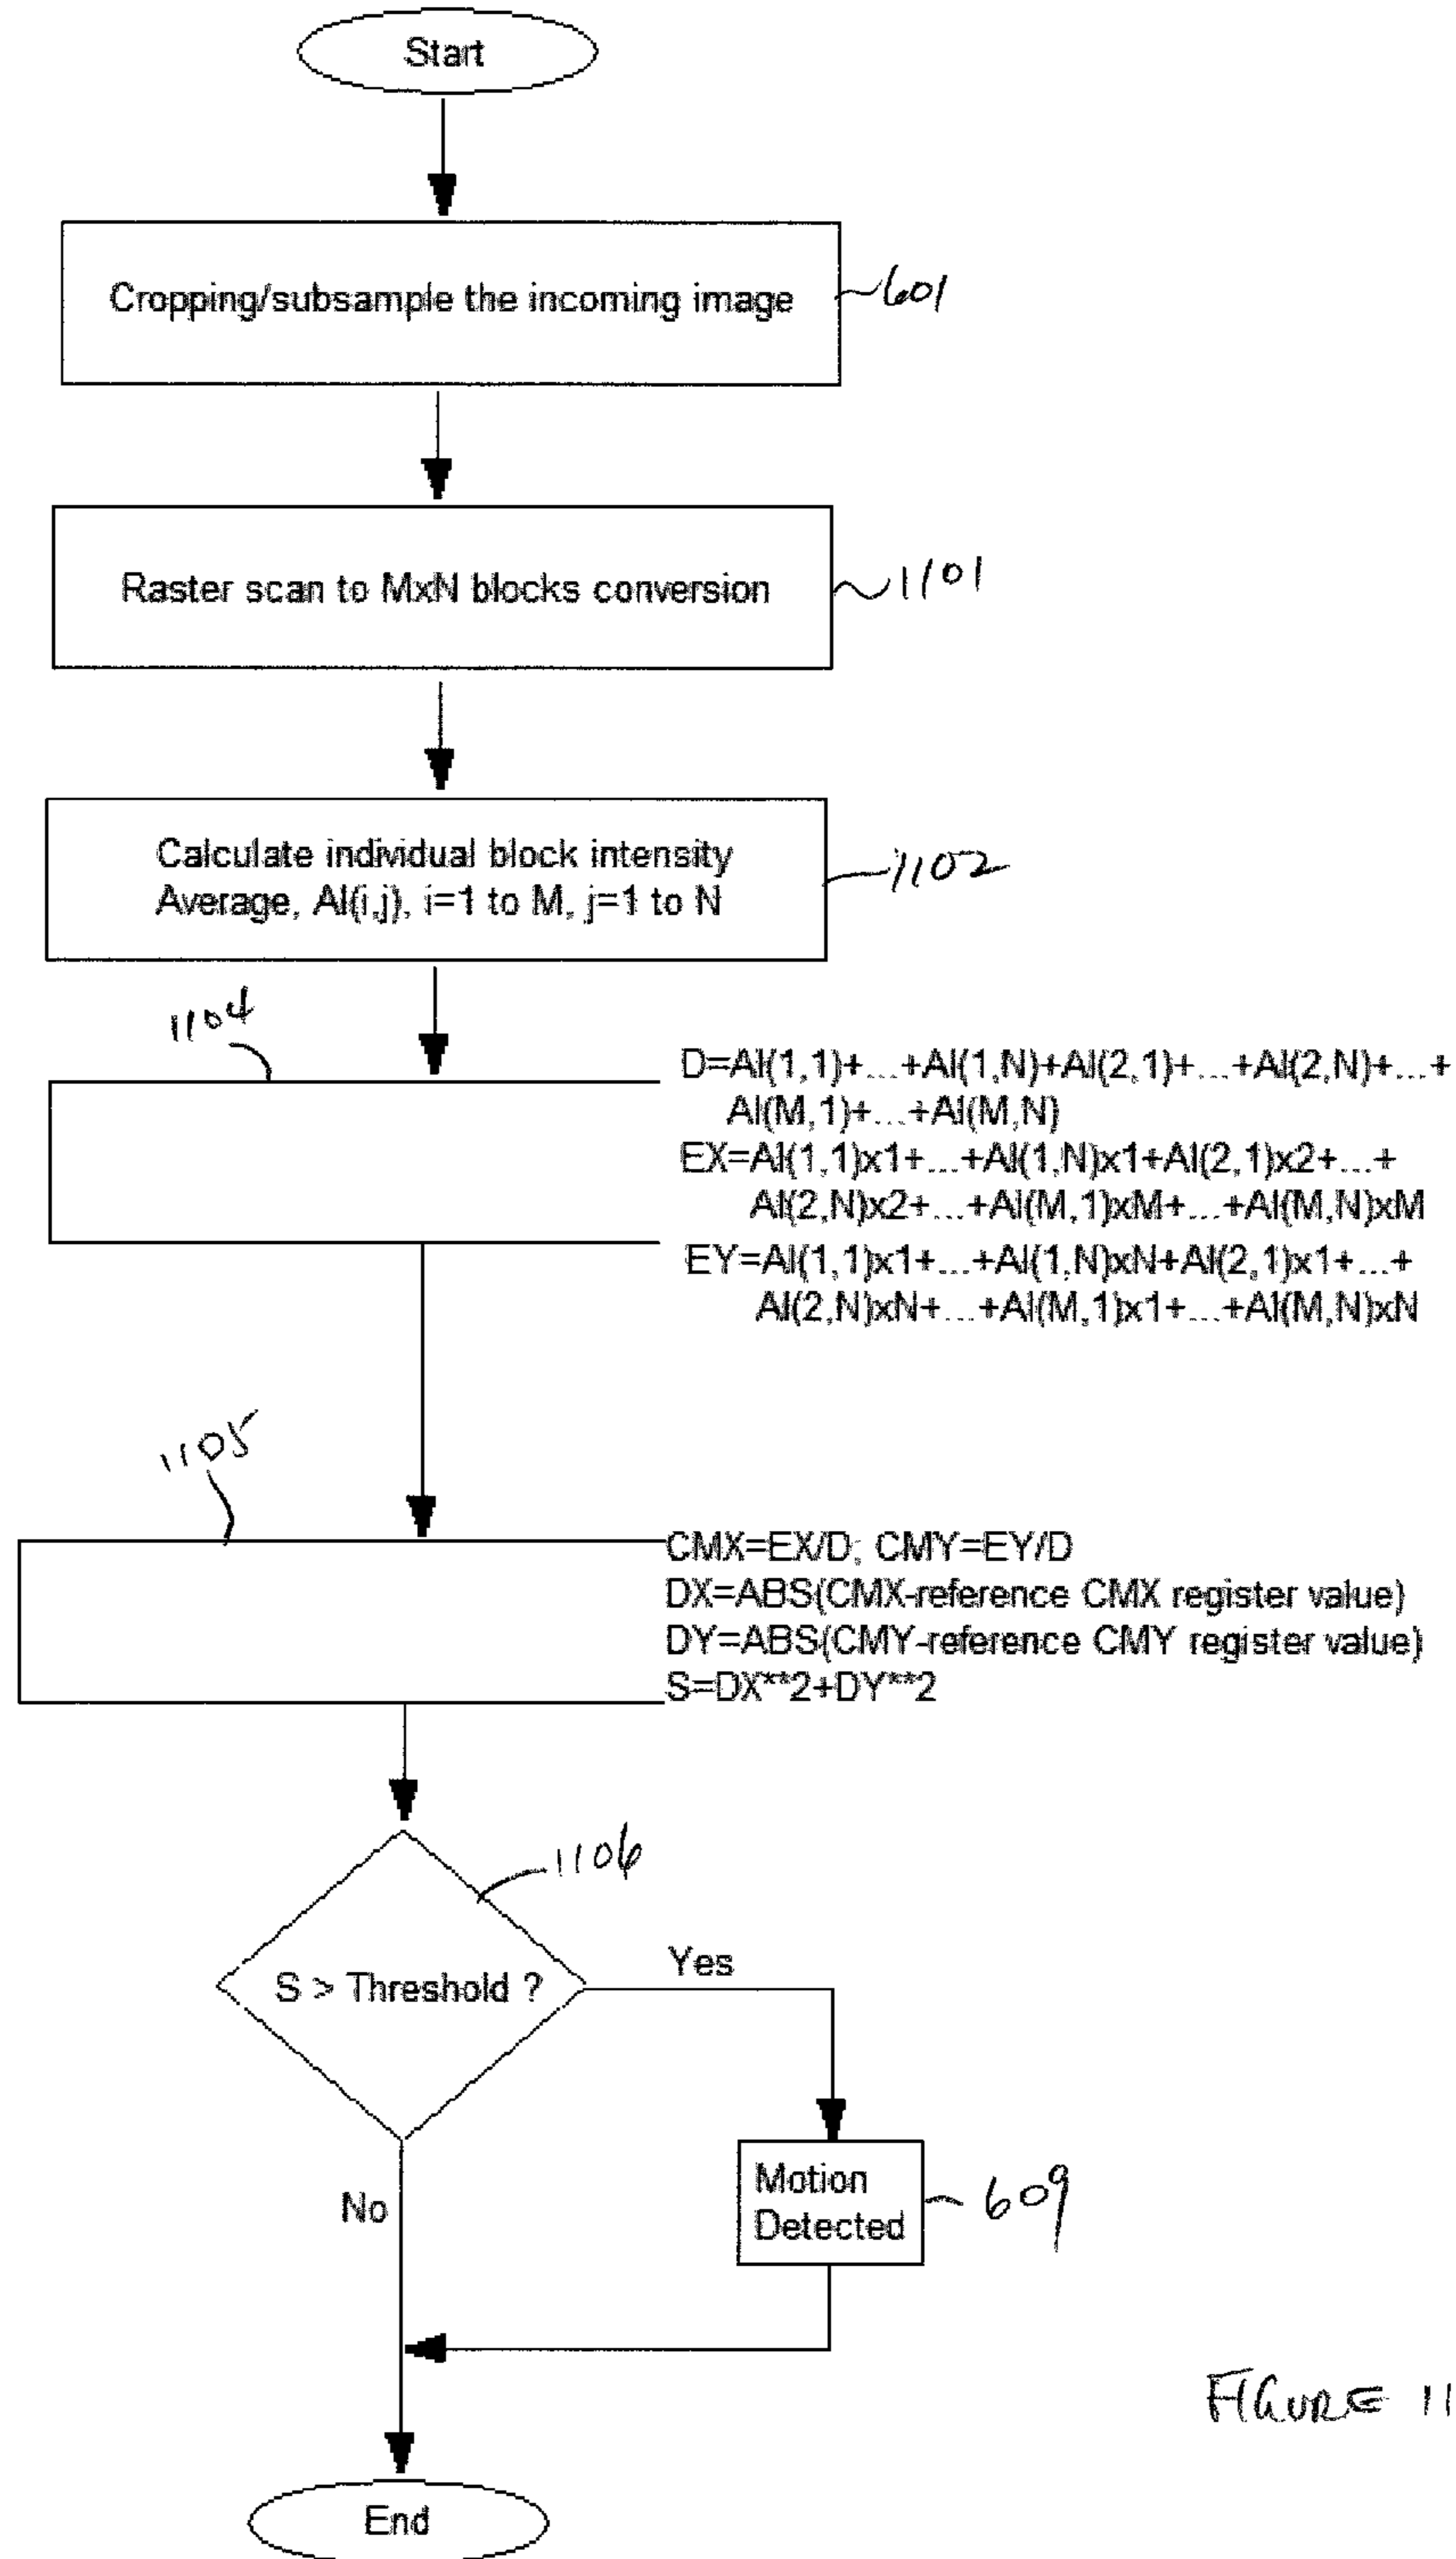 Start
Cropping/subsample the incoming image
601
Raster scan to MxN blocks conversion
1101
Calculate individual block intensity
Average, AI(i,j), i=1 to M, j=1 to N
1102
1104
D=AI(1,1)+...+AI(1,N)+AI(2,1)+...+AI(2,N)+...+
AI(M,1)+...+AI(M,N)
EX=AI(1,1)x1+...+AI(1,N)x1+AI(2,1)x2+...+
AI(2,N)x2+...+AI(M,1)xM+...+AI(M,N)xM
EY=AI(1,1)x1+...+AI(1,N)xN+AI(2,1)x1+...+
AI(2,N)xN+...+AI(M,1)x1+...+AI(M,N)xN
1105
CMX=EX/D; CMY=EY/D
DX=ABS(CMX-reference CMX register value)
DY=ABS(CMY-reference CMY register value)
S=DX**2+DY**2
1106
S > Threshold ?
Yes
Motion
Detected
609
No
FIGURE 11
End